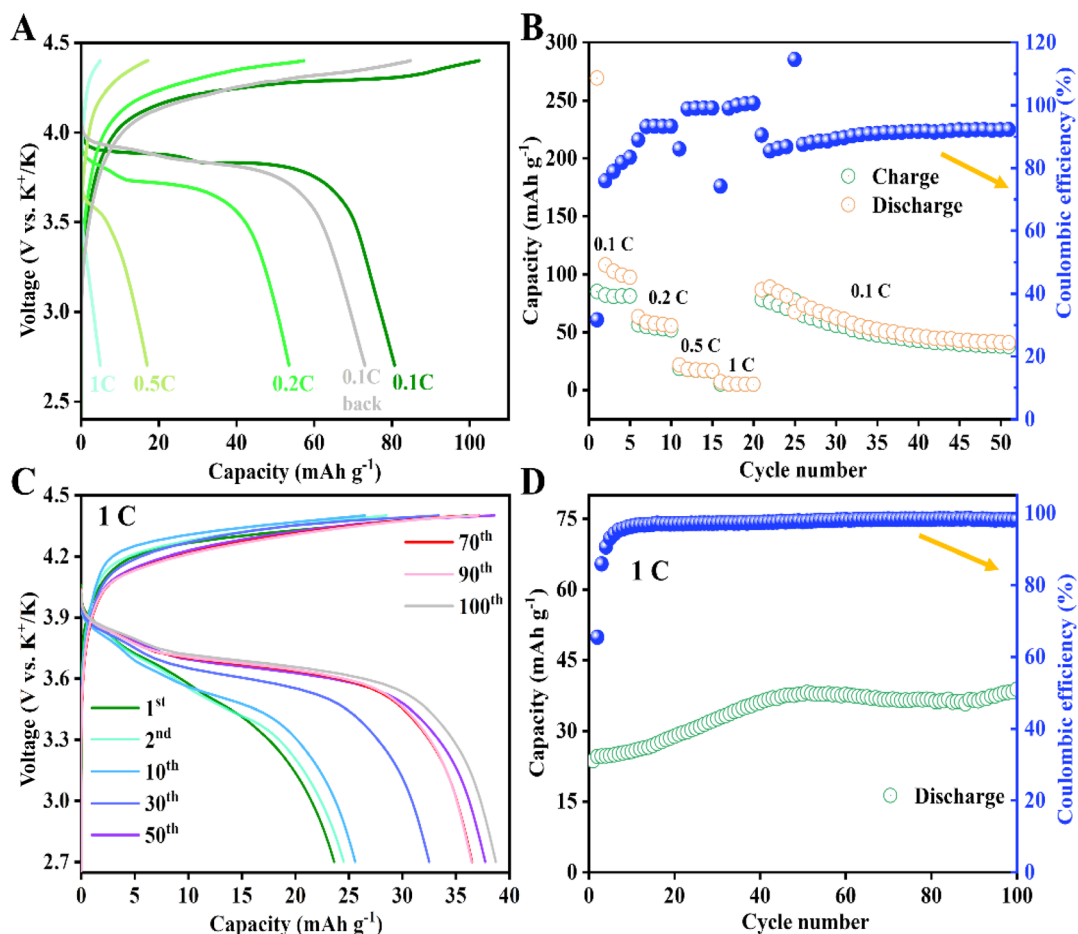 A
4.5
4.0
3.5
3.0
2.5
Voltage (V vs. K⁺/K)
1C
0.5C
0.2C
0.1C
back
0.1C
0
20
40
60
80
100
Capacity (mAh g⁻¹)
B
300
250
200
150
100
50
0
Capacity (mAh g⁻¹)
Charge
Discharge
0.1 C
0.2 C
0.5 C
1 C
0.1 C
120
100
80
60
40
20
0
Coulombic efficiency (%)
0
5
10
15
20
25
30
35
40
45
50
Cycle number
C
1 C
4.5
4.2
3.9
3.6
3.3
3.0
2.7
Voltage (V vs. K⁺/K)
70th
90th
100th
1st
2nd
10th
30th
50th
0
5
10
15
20
25
30
35
40
Capacity (mAh g⁻¹)
D
1 C
75
60
45
30
15
0
Capacity (mAh g⁻¹)
Discharge
100
80
60
40
20
0
Coulombic efficiency (%)
0
20
40
60
80
100
Cycle number